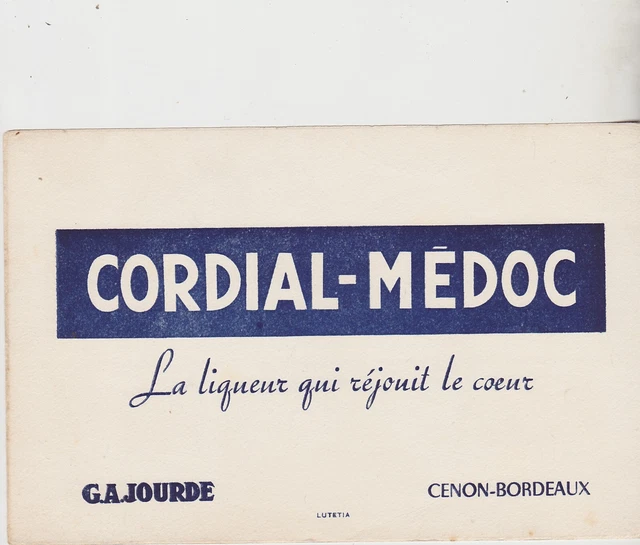 CORDIAL-MÉDOC
La liqueur qui réjouit le coeur
G.A.JOURDE
CENON-BORDEAUX
LUTETIA